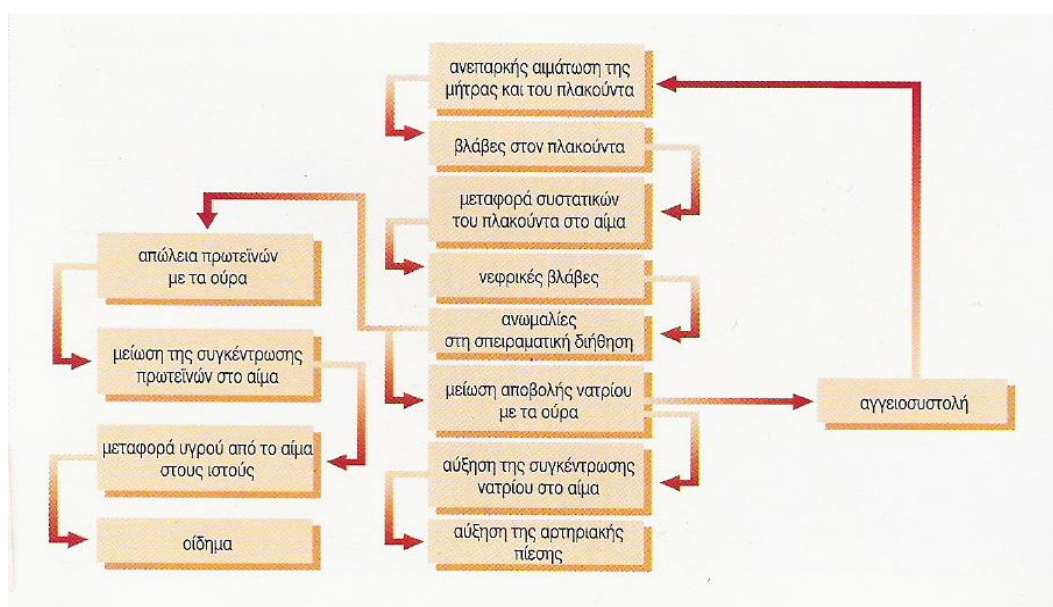 ανεπαρκής αιμάτωση της
μήτρας και του πλακούντα
βλάβες στον πλακούντα
μεταφορά συστατικών
του πλακούντα στο αίμα
νεφρικές βλάβες
ανωμαλίες
στη σπειραματική διήθηση
μείωση αποβολής νατρίου
με τα ούρα
αύξηση της συγκέντρωσης
νατρίου στο αίμα
αύξηση της αρτηριακής
πίεσης
απώλεια πρωτεϊνών
με τα ούρα
μείωση της συγκέντρωσης
πρωτεϊνών στο αίμα
μεταφορά υγρού από το αίμα
στους ιστούς
οίδημα
αγγειοσυστολή